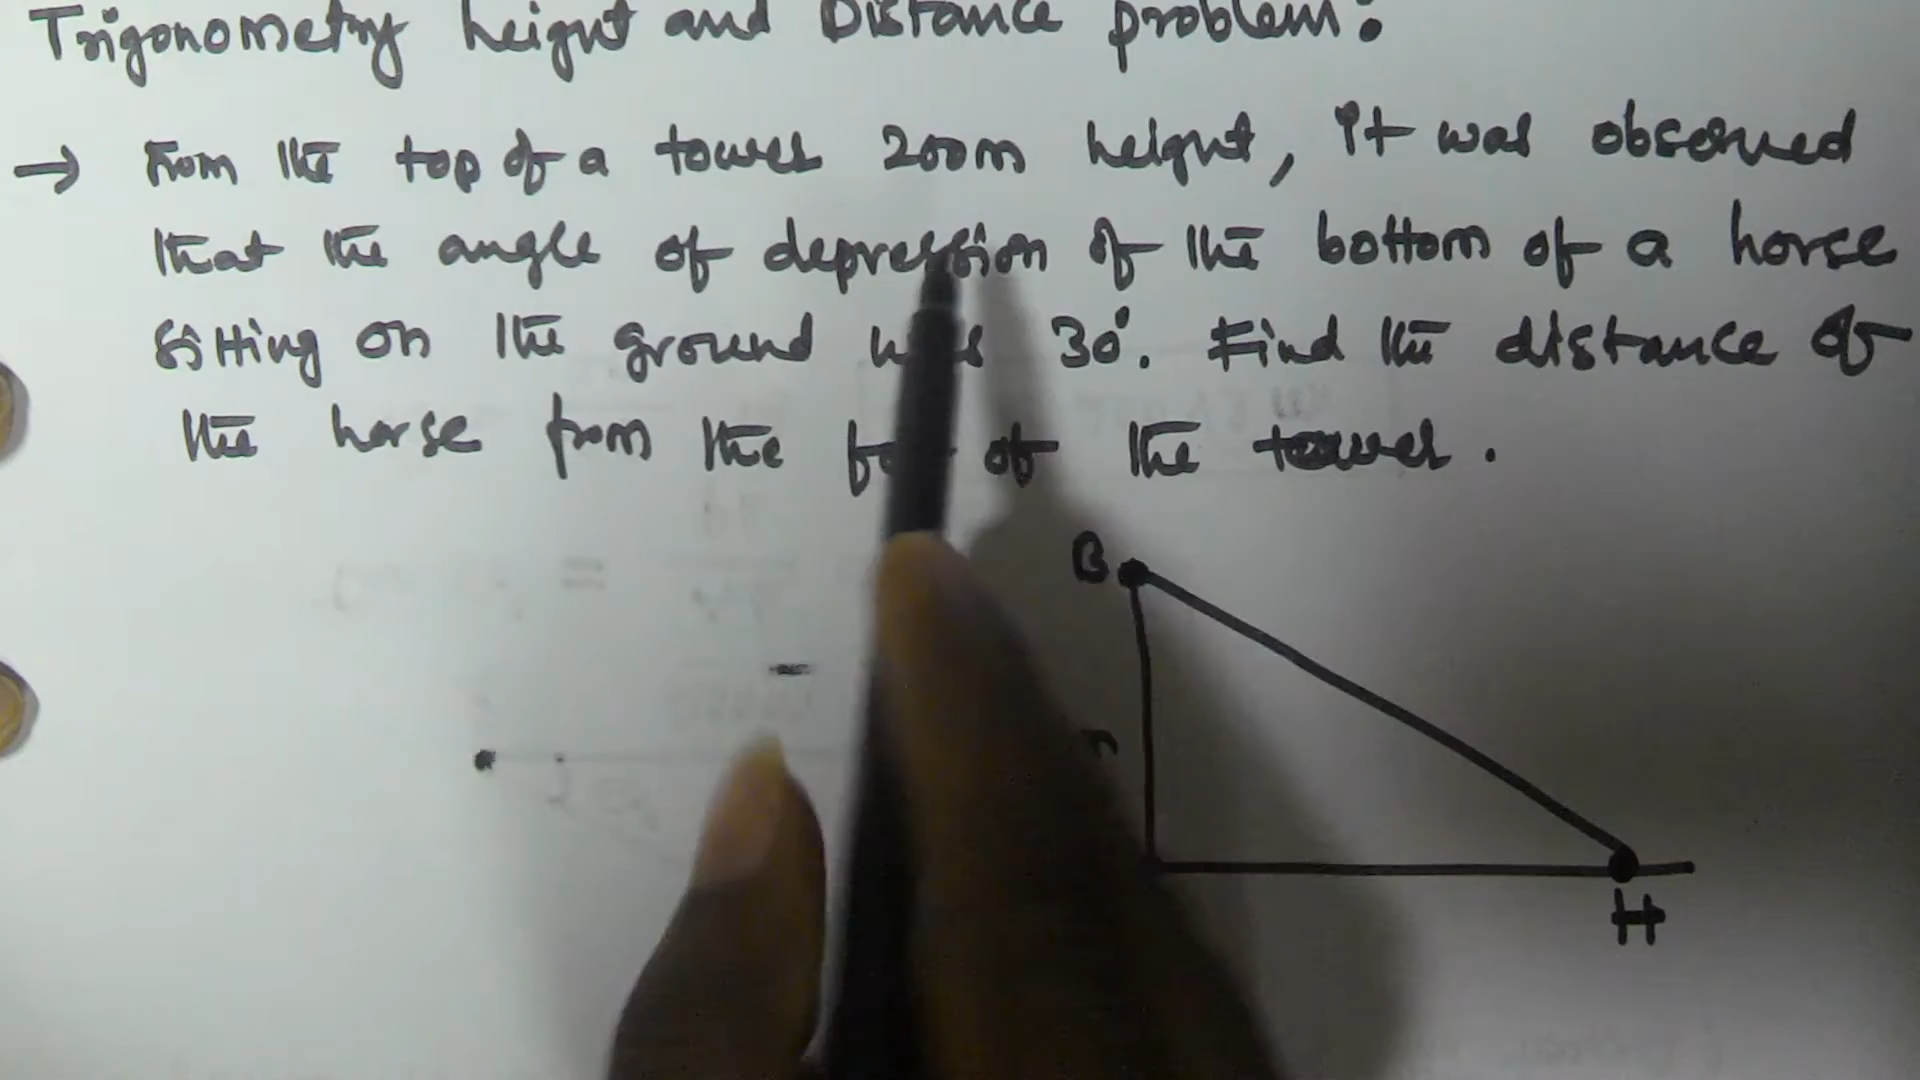 Trigonometry height and Distance problem:
→ From the top of a tower 200m height, it was observed
that the angle of depression of the bottom of a horse
sitting on the ground was 30°. Find the distance of
the horse from the of the tower.
B
H